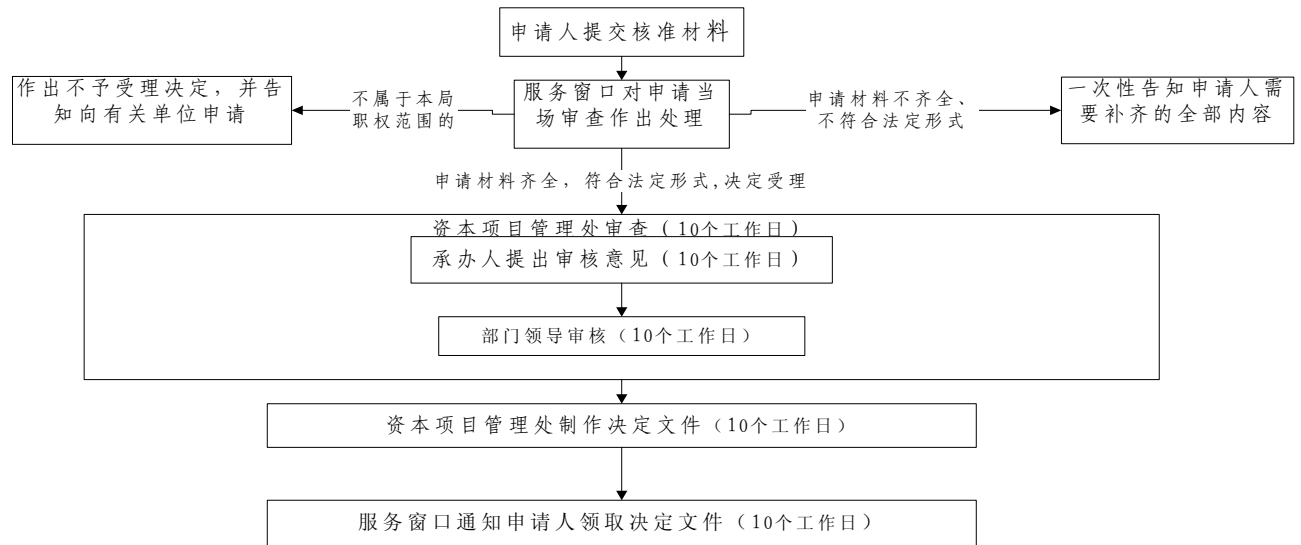 申请人提交核准材料
作出不予受理决定，并告
知向有关单位申请
不属于本局
职权范围的
服务窗口对申请当
场审查作出处理
申请材料不齐全、
不符合法定形式
一次性告知申请人需
要补齐的全部内容
申请材料齐全，符合法定形式,决定受理
资本项目管理处审查（10个工作日）
承办人提出审核意见（10个工作日）
部门领导审核（10个工作日）
资本项目管理处制作决定文件（10个工作日）
服务窗口通知申请人领取决定文件（10个工作日）